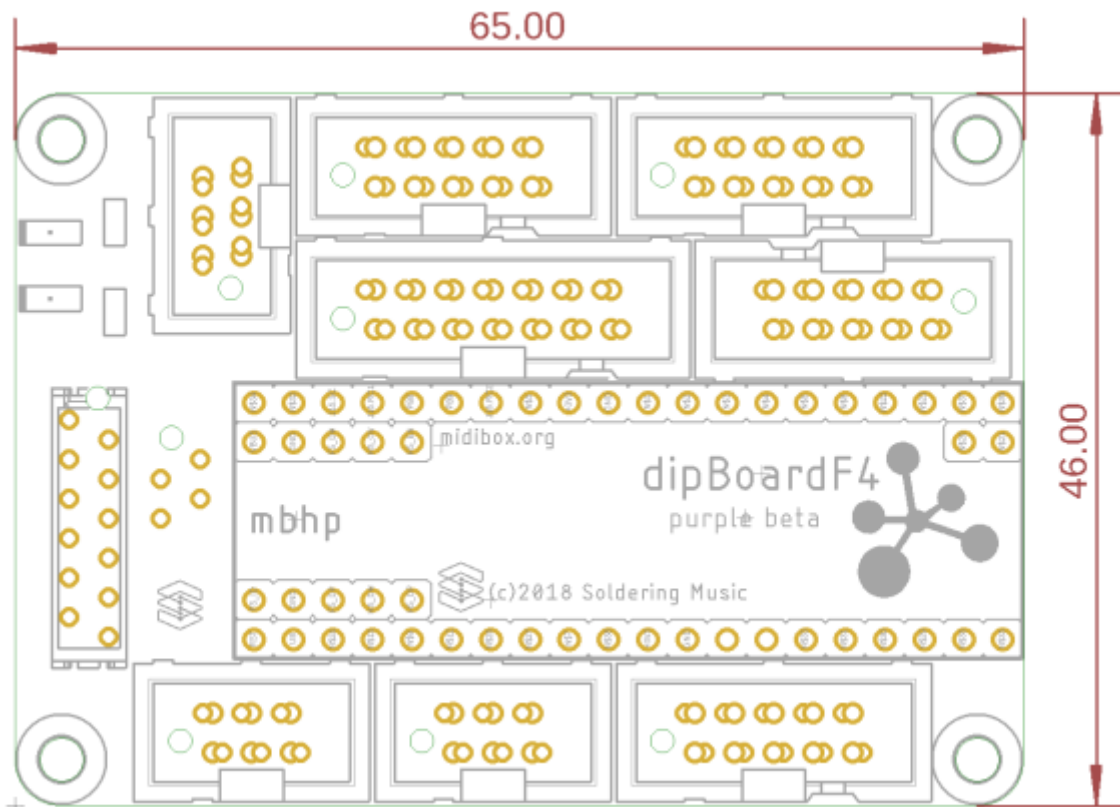 65.00
46.00
midibox.org
dipBoardF4
purple beta
mbhp
(c)2018 Soldering Music